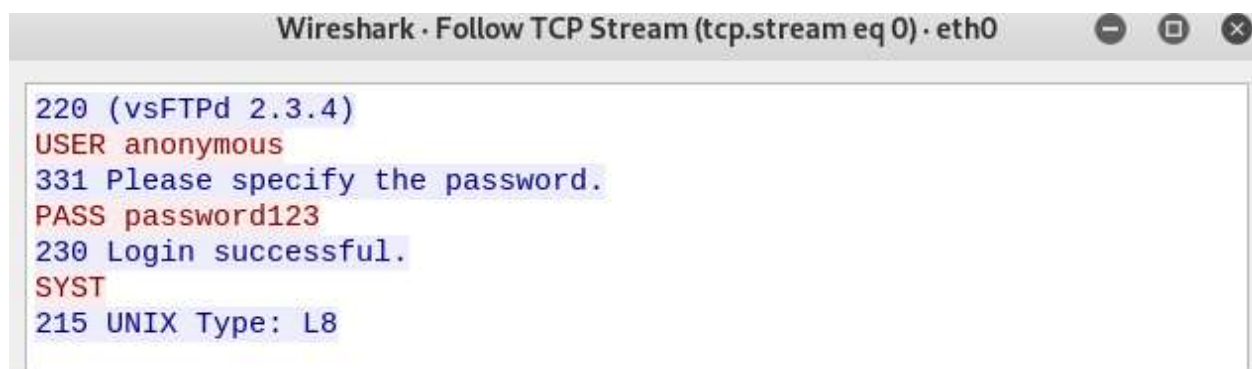 Wireshark · Follow TCP Stream (tcp.stream eq 0) · eth0
220 (vsFTPd 2.3.4)
USER anonymous
331 Please specify the password.
PASS password123
230 Login successful.
SYST
215 UNIX Type: L8